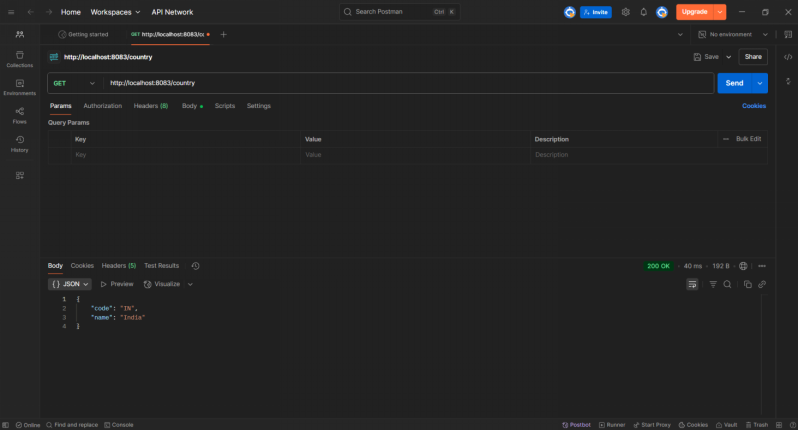 Home Workspaces API Network Search Postman Ctrl K Invite Upgrade
Getting started GET http://localhost:8083/cc No environment
http://localhost:8083/country Save Share
GET http://localhost:8083/country Send
Params Authorization Headers (8) Body Scripts Settings Cookies
Query Params
Key Value Description Bulk Edit
Key Value Description
Collections
Environments
Flows
History
Body Cookies Headers (5) Test Results 200 OK 40 ms 192 B
{ } JSON Preview Visualize
1 {
2 "code": "IN",
3 "name": "India"
4 }
Online Find and replace Console Postbot Runner Start Proxy Cookies Vault Trash